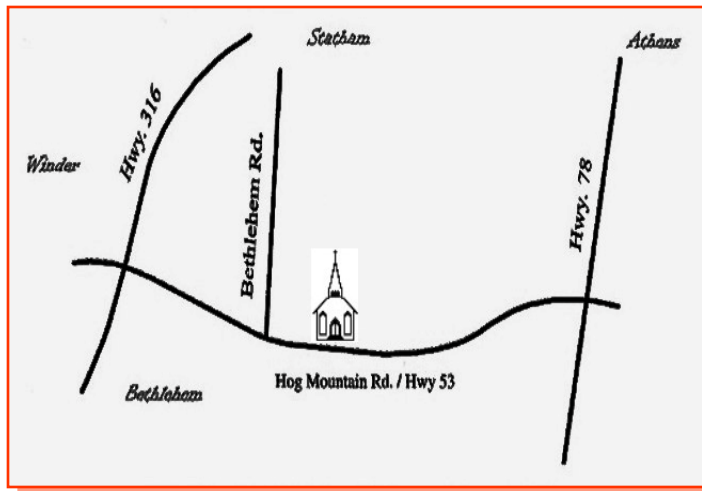 Statham
Athens
Hwy. 316
Winder
Bethlehem Rd.
Hwy. 78
Hog Mountain Rd. / Hwy 53
Bethlehem